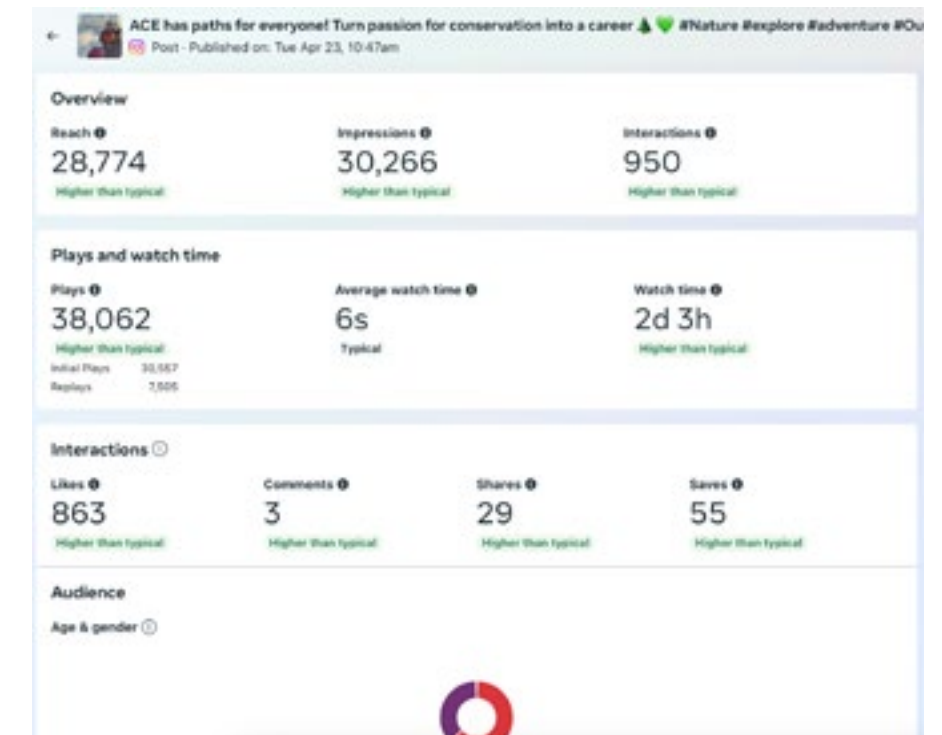 ACE has paths for everyone! Turn passion for conservation into a career 🌲 💚 #Nature #explore #adventure #Ou
Post · Published on: Tue Apr 23, 10:47am
Overview
Reach Impressions Interactions
28,774 30,266 950
Higher than typical Higher than typical Higher than typical
Plays and watch time
Plays Average watch time Watch time
38,062 6s 2d 3h
Higher than typical Typical Higher than typical
Initial Plays 30,557
Replays 7,505
Interactions
Likes Comments Shares Saves
863 3 29 55
Higher than typical Higher than typical Higher than typical Higher than typical
Audience
Age & gender